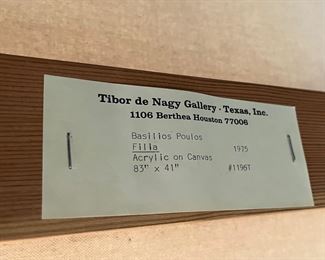 Tibor de Nagy Gallery - Texas, Inc.
1106 Berthea Houston 77006
Basilios Poulos
Filla 1975
Acrylic on Canvas
83" x 41" #1196T